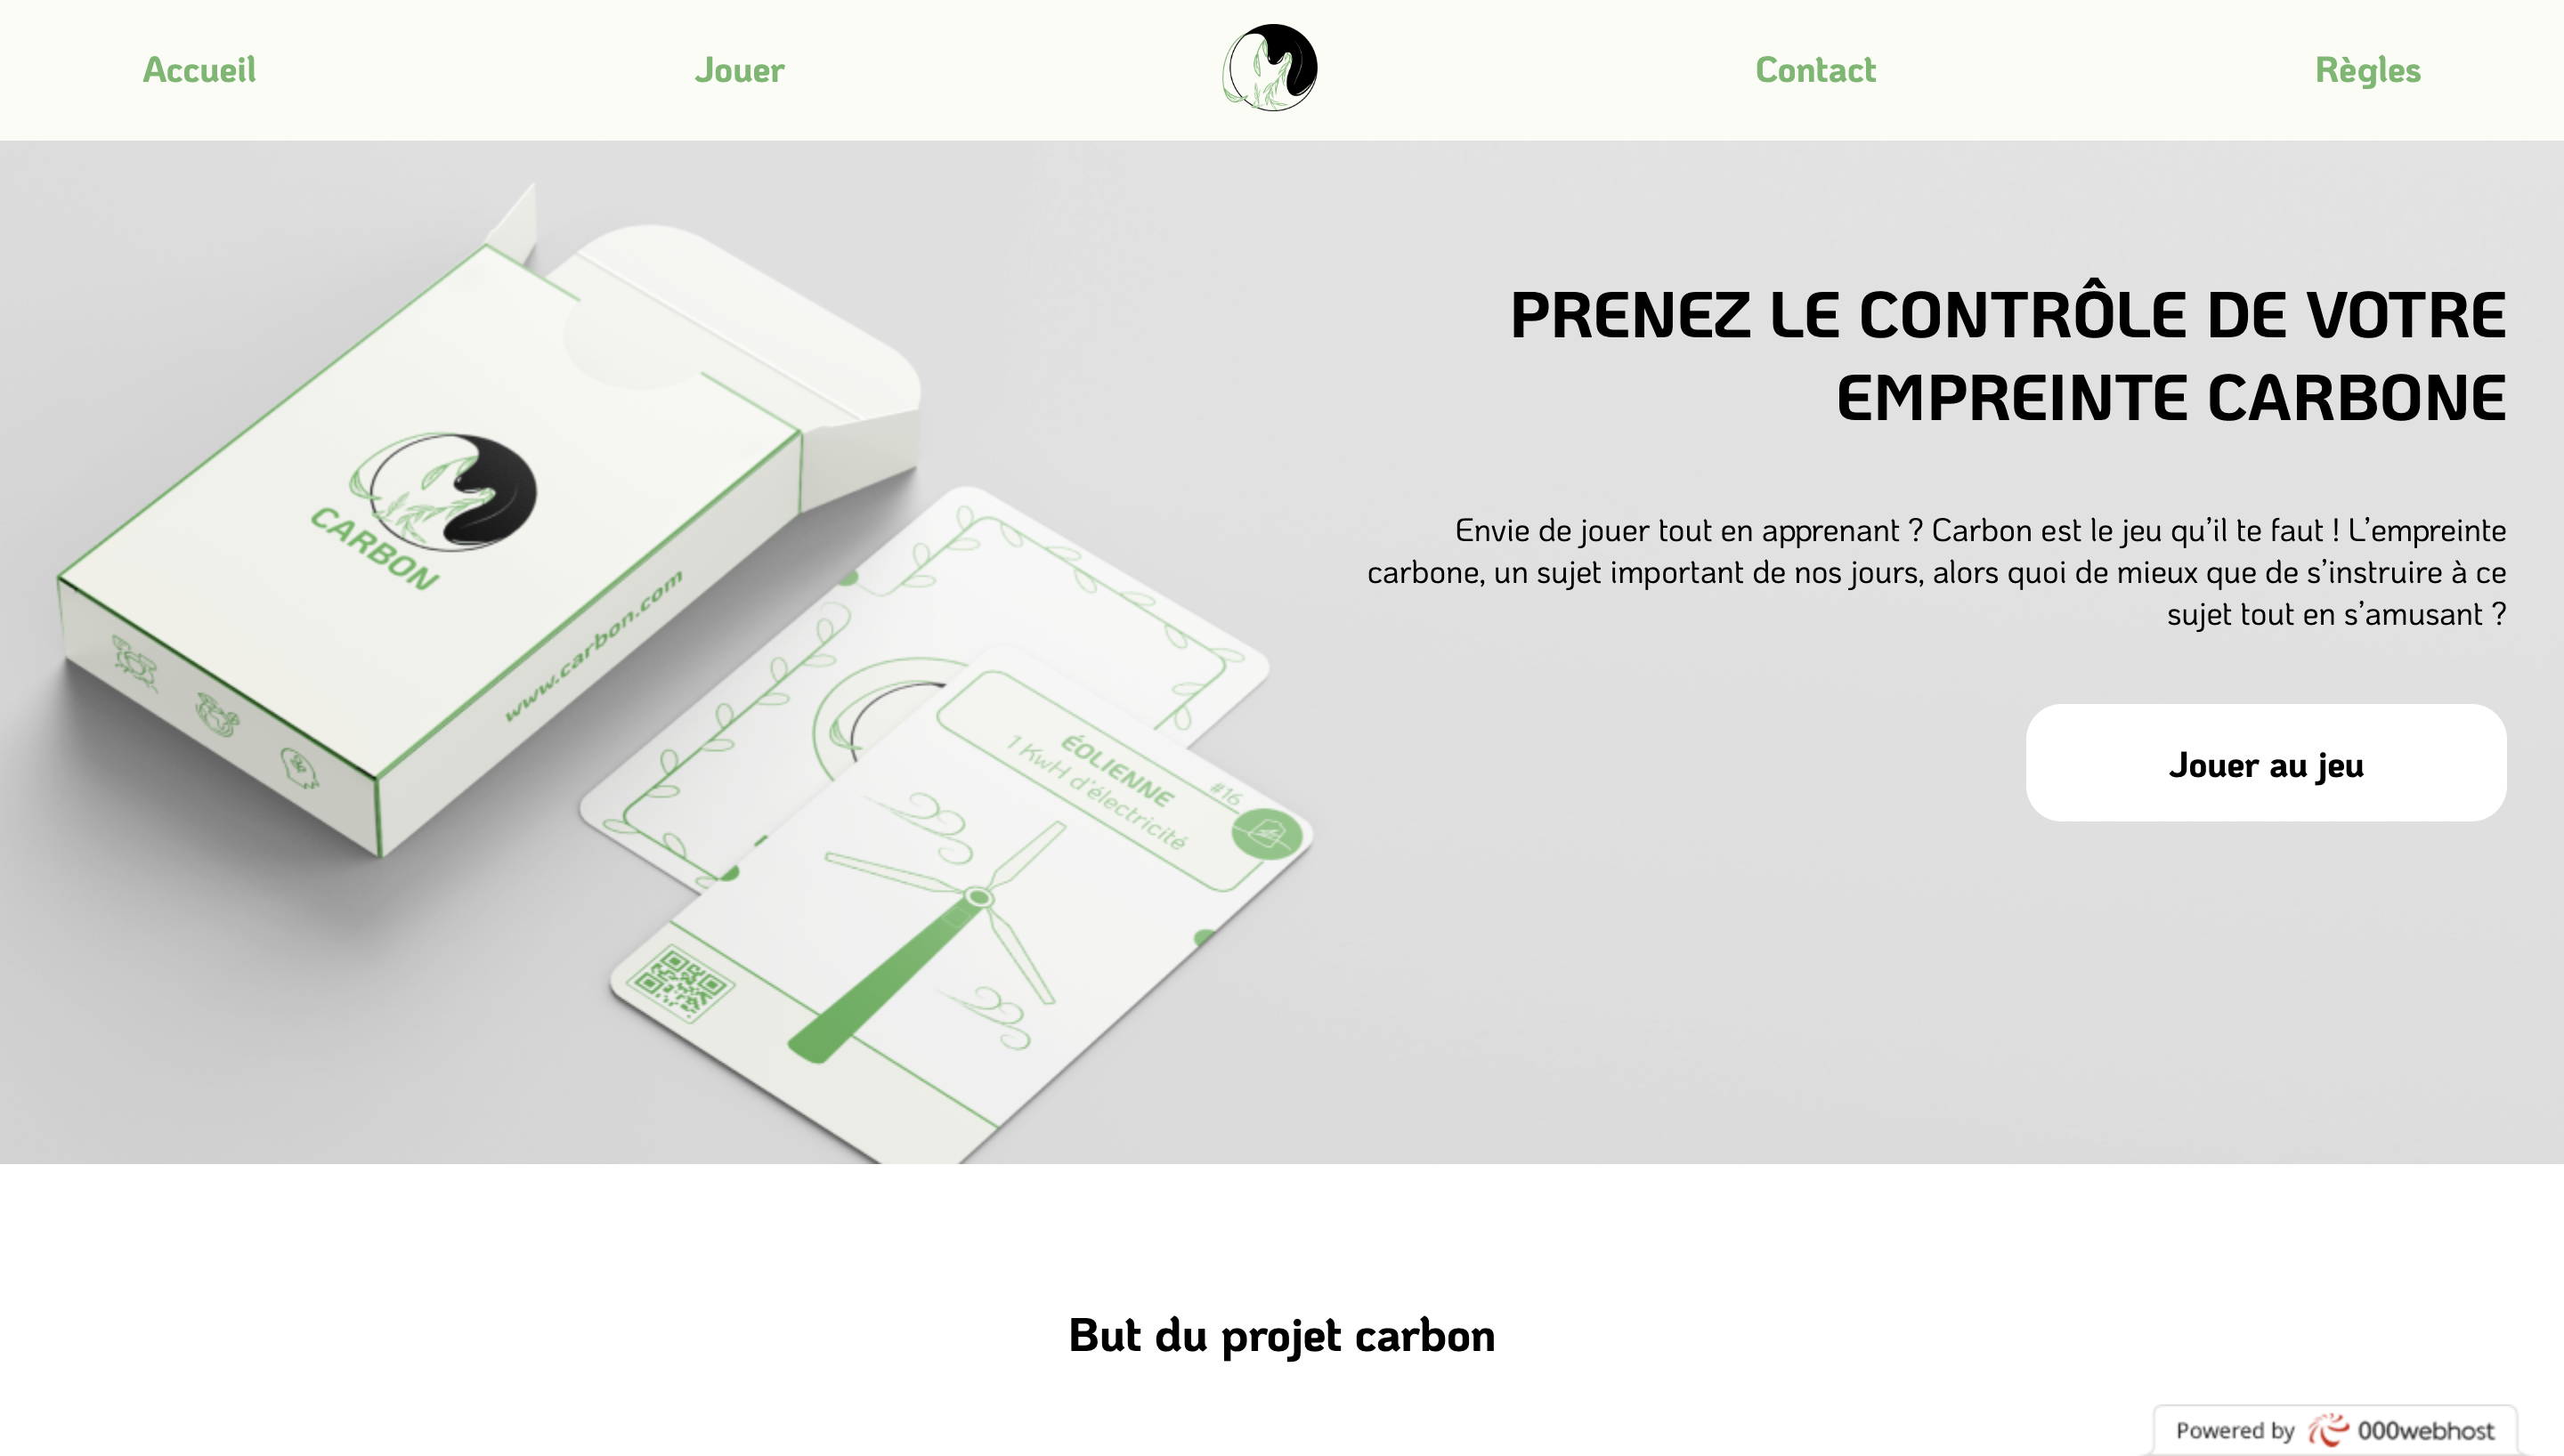 Accueil
Jouer
Contact
Règles
PRENEZ LE CONTRÔLE DE VOTRE
EMPREINTE CARBONE
Envie de jouer tout en apprenant ? Carbon est le jeu qu’il te faut ! L’empreinte
carbone, un sujet important de nos jours, alors quoi de mieux que de s’instruire à ce
sujet tout en s’amusant ?
Jouer au jeu
CARBON
www.carbon.com
#16
ÉOLIENNE
1 KwH d'électricité
But du projet carbon
Powered by 000webhost